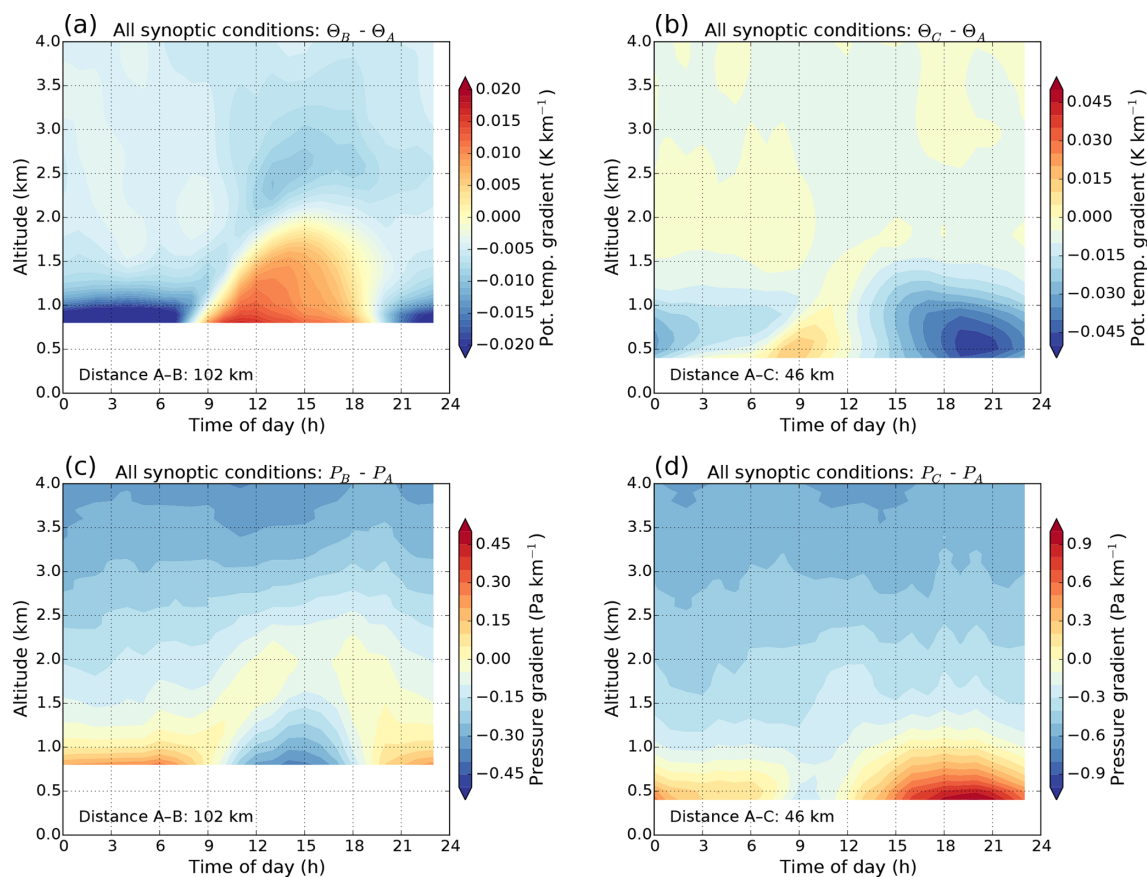 (a) All synoptic conditions: Θ_B - Θ_A
Altitude (km)
4.0
3.5
3.0
2.5
2.0
1.5
1.0
0.5
0.0
Distance A–B: 102 km
0 3 6 9 12 15 18 21 24
Time of day (h)
0.020
0.015
0.010
0.005
0.000
−0.005
−0.010
−0.015
−0.020
Pot. temp. gradient (K km⁻¹)
(b) All synoptic conditions: Θ_C - Θ_A
Altitude (km)
4.0
3.5
3.0
2.5
2.0
1.5
1.0
0.5
0.0
Distance A–C: 46 km
0 3 6 9 12 15 18 21 24
Time of day (h)
0.045
0.030
0.015
0.000
−0.015
−0.030
−0.045
Pot. temp. gradient (K km⁻¹)
(c) All synoptic conditions: P_B - P_A
Altitude (km)
4.0
3.5
3.0
2.5
2.0
1.5
1.0
0.5
0.0
Distance A–B: 102 km
0 3 6 9 12 15 18 21 24
Time of day (h)
0.45
0.30
0.15
0.00
−0.15
−0.30
−0.45
Pressure gradient (Pa km⁻¹)
(d) All synoptic conditions: P_C - P_A
Altitude (km)
4.0
3.5
3.0
2.5
2.0
1.5
1.0
0.5
0.0
Distance A–C: 46 km
0 3 6 9 12 15 18 21 24
Time of day (h)
0.9
0.6
0.3
0.0
−0.3
−0.6
−0.9
Pressure gradient (Pa km⁻¹)